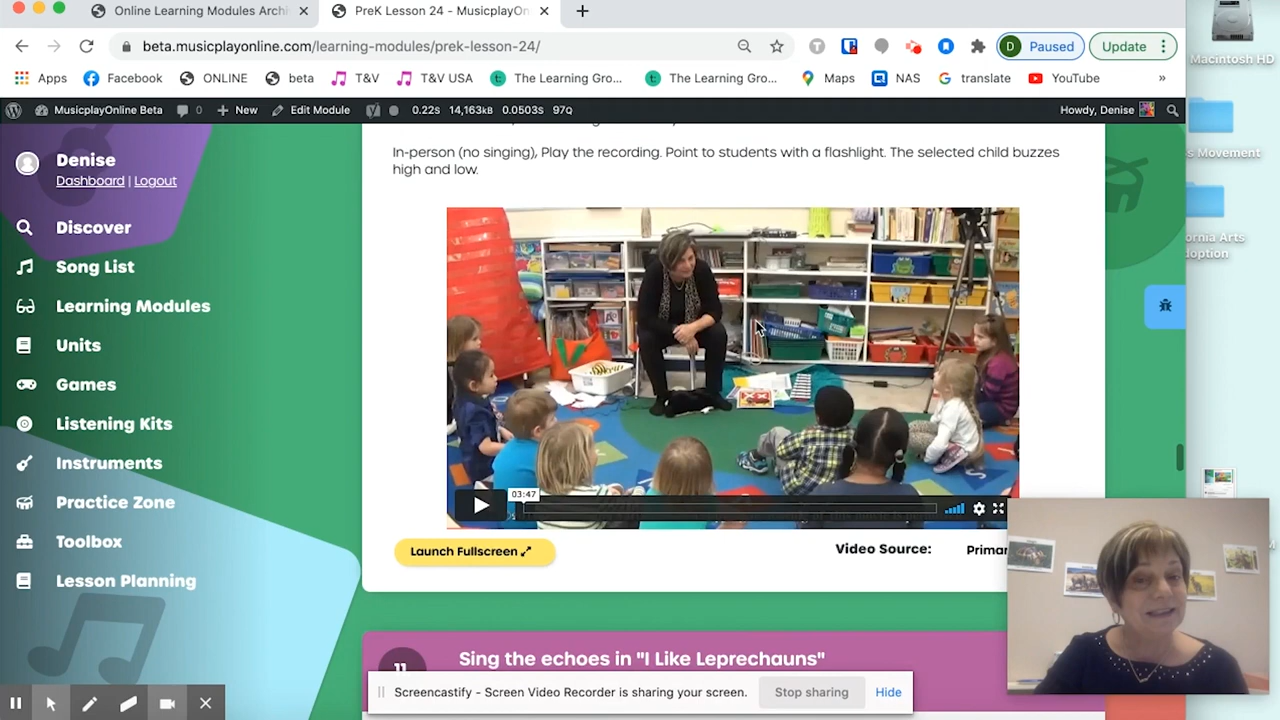 Online Learning Modules Archi
PreK Lesson 24 - MusicplayOn
beta.musicplayonline.com/learning-modules/prek-lesson-24/
D Paused
Update
Apps
Facebook
ONLINE
beta
T&V
T&V USA
The Learning Gro...
The Learning Gro...
Maps
NAS
translate
YouTube
»
MusicplayOnline Beta
0
New
Edit Module
0.22s 14,163kB 0.0503s 97Q
Howdy, Denise
Macintosh HD
Movement
ornia Arts
doption
Denise
Dashboard | Logout
Discover
Song List
Learning Modules
Units
Games
Listening Kits
Instruments
Practice Zone
Toolbox
Lesson Planning
In-person (no singing), Play the recording. Point to students with a flashlight. The selected child buzzes
high and low.
03:47
Launch Fullscreen
Video Source:
Primar
11
Sing the echoes in "I Like Leprechauns"
Screencastify - Screen Video Recorder is sharing your screen.
Stop sharing
Hide